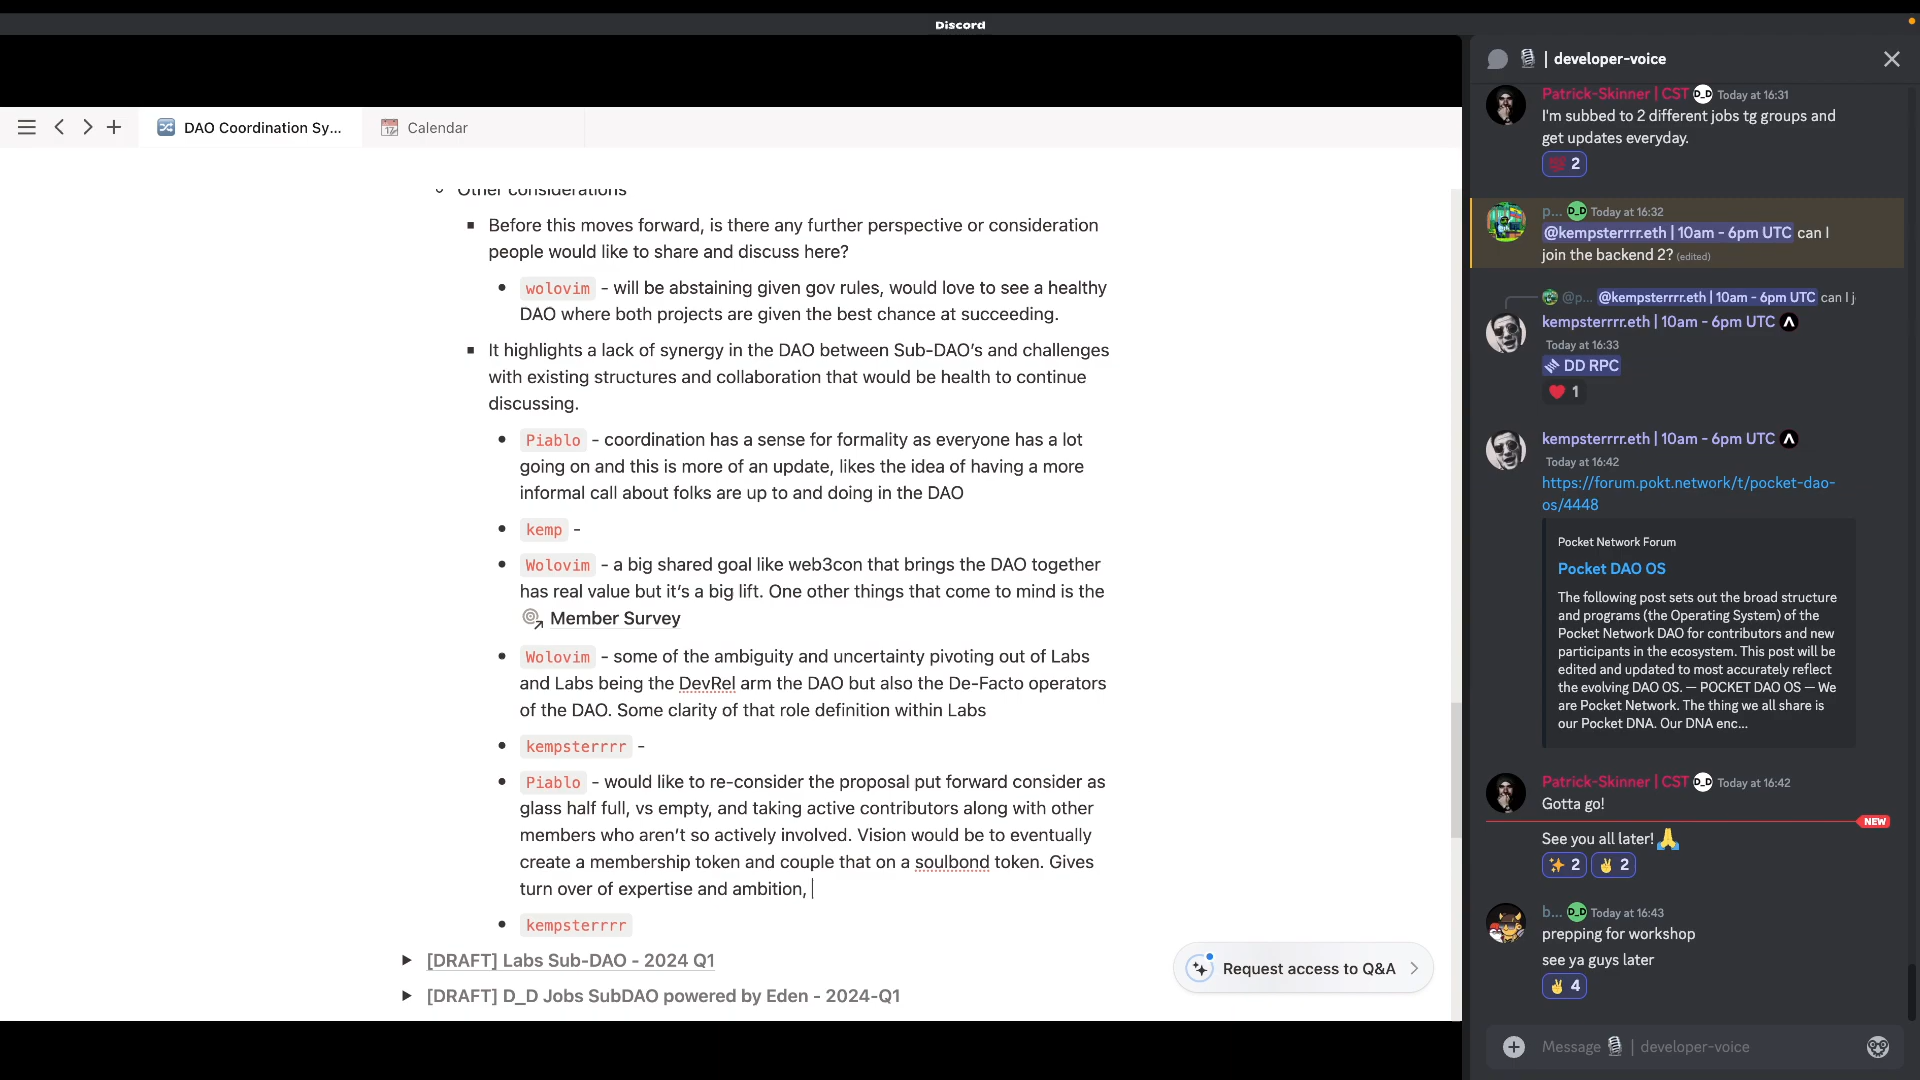 Discord
DAO Coordination Sy...
Calendar
Other considerations
Before this moves forward, is there any further perspective or consideration
people would like to share and discuss here?
wolovim - will be abstaining given gov rules, would love to see a healthy
DAO where both projects are given the best chance at succeeding.
It highlights a lack of synergy in the DAO between Sub-DAO's and challenges
with existing structures and collaboration that would be health to continue
discussing.
Piablo - coordination has a sense for formality as everyone has a lot
going on and this is more of an update, likes the idea of having a more
informal call about folks are up to and doing in the DAO
kemp -
Wolovim - a big shared goal like web3con that brings the DAO together
has real value but it's a big lift. One other things that come to mind is the
Member Survey
Wolovim - some of the ambiguity and uncertainty pivoting out of Labs
and Labs being the DevRel arm the DAO but also the De-Facto operators
of the DAO. Some clarity of that role definition within Labs
kempsterrrr -
Piablo - would like to re-consider the proposal put forward consider as
glass half full, vs empty, and taking active contributors along with other
members who aren't so actively involved. Vision would be to eventually
create a membership token and couple that on a soulbond token. Gives
turn over of expertise and ambition,
kempsterrrr
[DRAFT] Labs Sub-DAO - 2024 Q1
[DRAFT] D_D Jobs SubDAO powered by Eden - 2024-Q1
Request access to Q&A
| developer-voice
Patrick-Skinner | CST D_D Today at 16:31
I'm subbed to 2 different jobs tg groups and
get updates everyday.
2
p... D_D Today at 16:32
@kempsterrrr.eth | 10am - 6pm UTC can I
join the backend 2? (edited)
@p... @kempsterrrr.eth | 10am - 6pm UTC can I j
kempsterrrr.eth | 10am - 6pm UTC
Today at 16:33
DD RPC
1
kempsterrrr.eth | 10am - 6pm UTC
Today at 16:42
https://forum.pokt.network/t/pocket-dao-
os/4448
Pocket Network Forum
Pocket DAO OS
The following post sets out the broad structure
and programs (the Operating System) of the
Pocket Network DAO for contributors and new
participants in the ecosystem. This post will be
edited and updated to most accurately reflect
the evolving DAO OS. — POCKET DAO OS — We
are Pocket Network. The thing we all share is
our Pocket DNA. Our DNA enc...
Patrick-Skinner | CST D_D Today at 16:42
Gotta go!
NEW
See you all later! 🙏
✨ 2 ✌ 2
b... D_D Today at 16:43
prepping for workshop
see ya guys later
✌ 4
Message | developer-voice